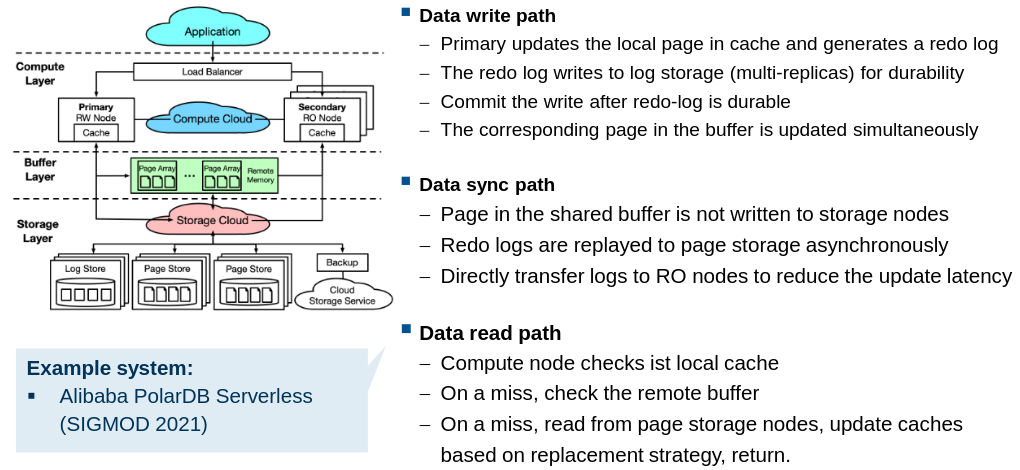 Application
Compute
Layer
Load Balancer
Primary
RW Node
Cache
Compute Cloud
Secondary
RO Node
Cache
Buffer
Layer
Page Array
...
Page Array
Remote
Memory
Storage
Layer
Storage Cloud
Log Store
Page Store
Page Store
Backup
Cloud
Storage Service
Example system:
▪ Alibaba PolarDB Serverless
(SIGMOD 2021)
▪ Data write path
– Primary updates the local page in cache and generates a redo log
– The redo log writes to log storage (multi-replicas) for durability
– Commit the write after redo-log is durable
– The corresponding page in the buffer is updated simultaneously
▪ Data sync path
– Page in the shared buffer is not written to storage nodes
– Redo logs are replayed to page storage asynchronously
– Directly transfer logs to RO nodes to reduce the update latency
▪ Data read path
– Compute node checks ist local cache
– On a miss, check the remote buffer
– On a miss, read from page storage nodes, update caches
based on replacement strategy, return.